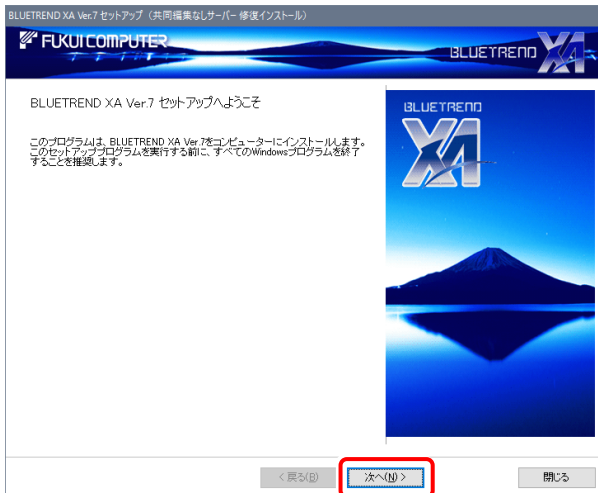 BLUETREND XA Ver.7 セットアップ（共同編集なしサーバー 修復インストール）
FUKUI COMPUTER
BLUETREND XA
BLUETREND XA Ver.7 セットアップへようこそ
このプログラムは、BLUETREND XA Ver.7をコンピューターにインストールします。
このセットアッププログラムを実行する前に、すべてのWindowsプログラムを終了
することを推奨します。
BLUETREND
XA
< 戻る(B)
次へ(N) >
閉じる